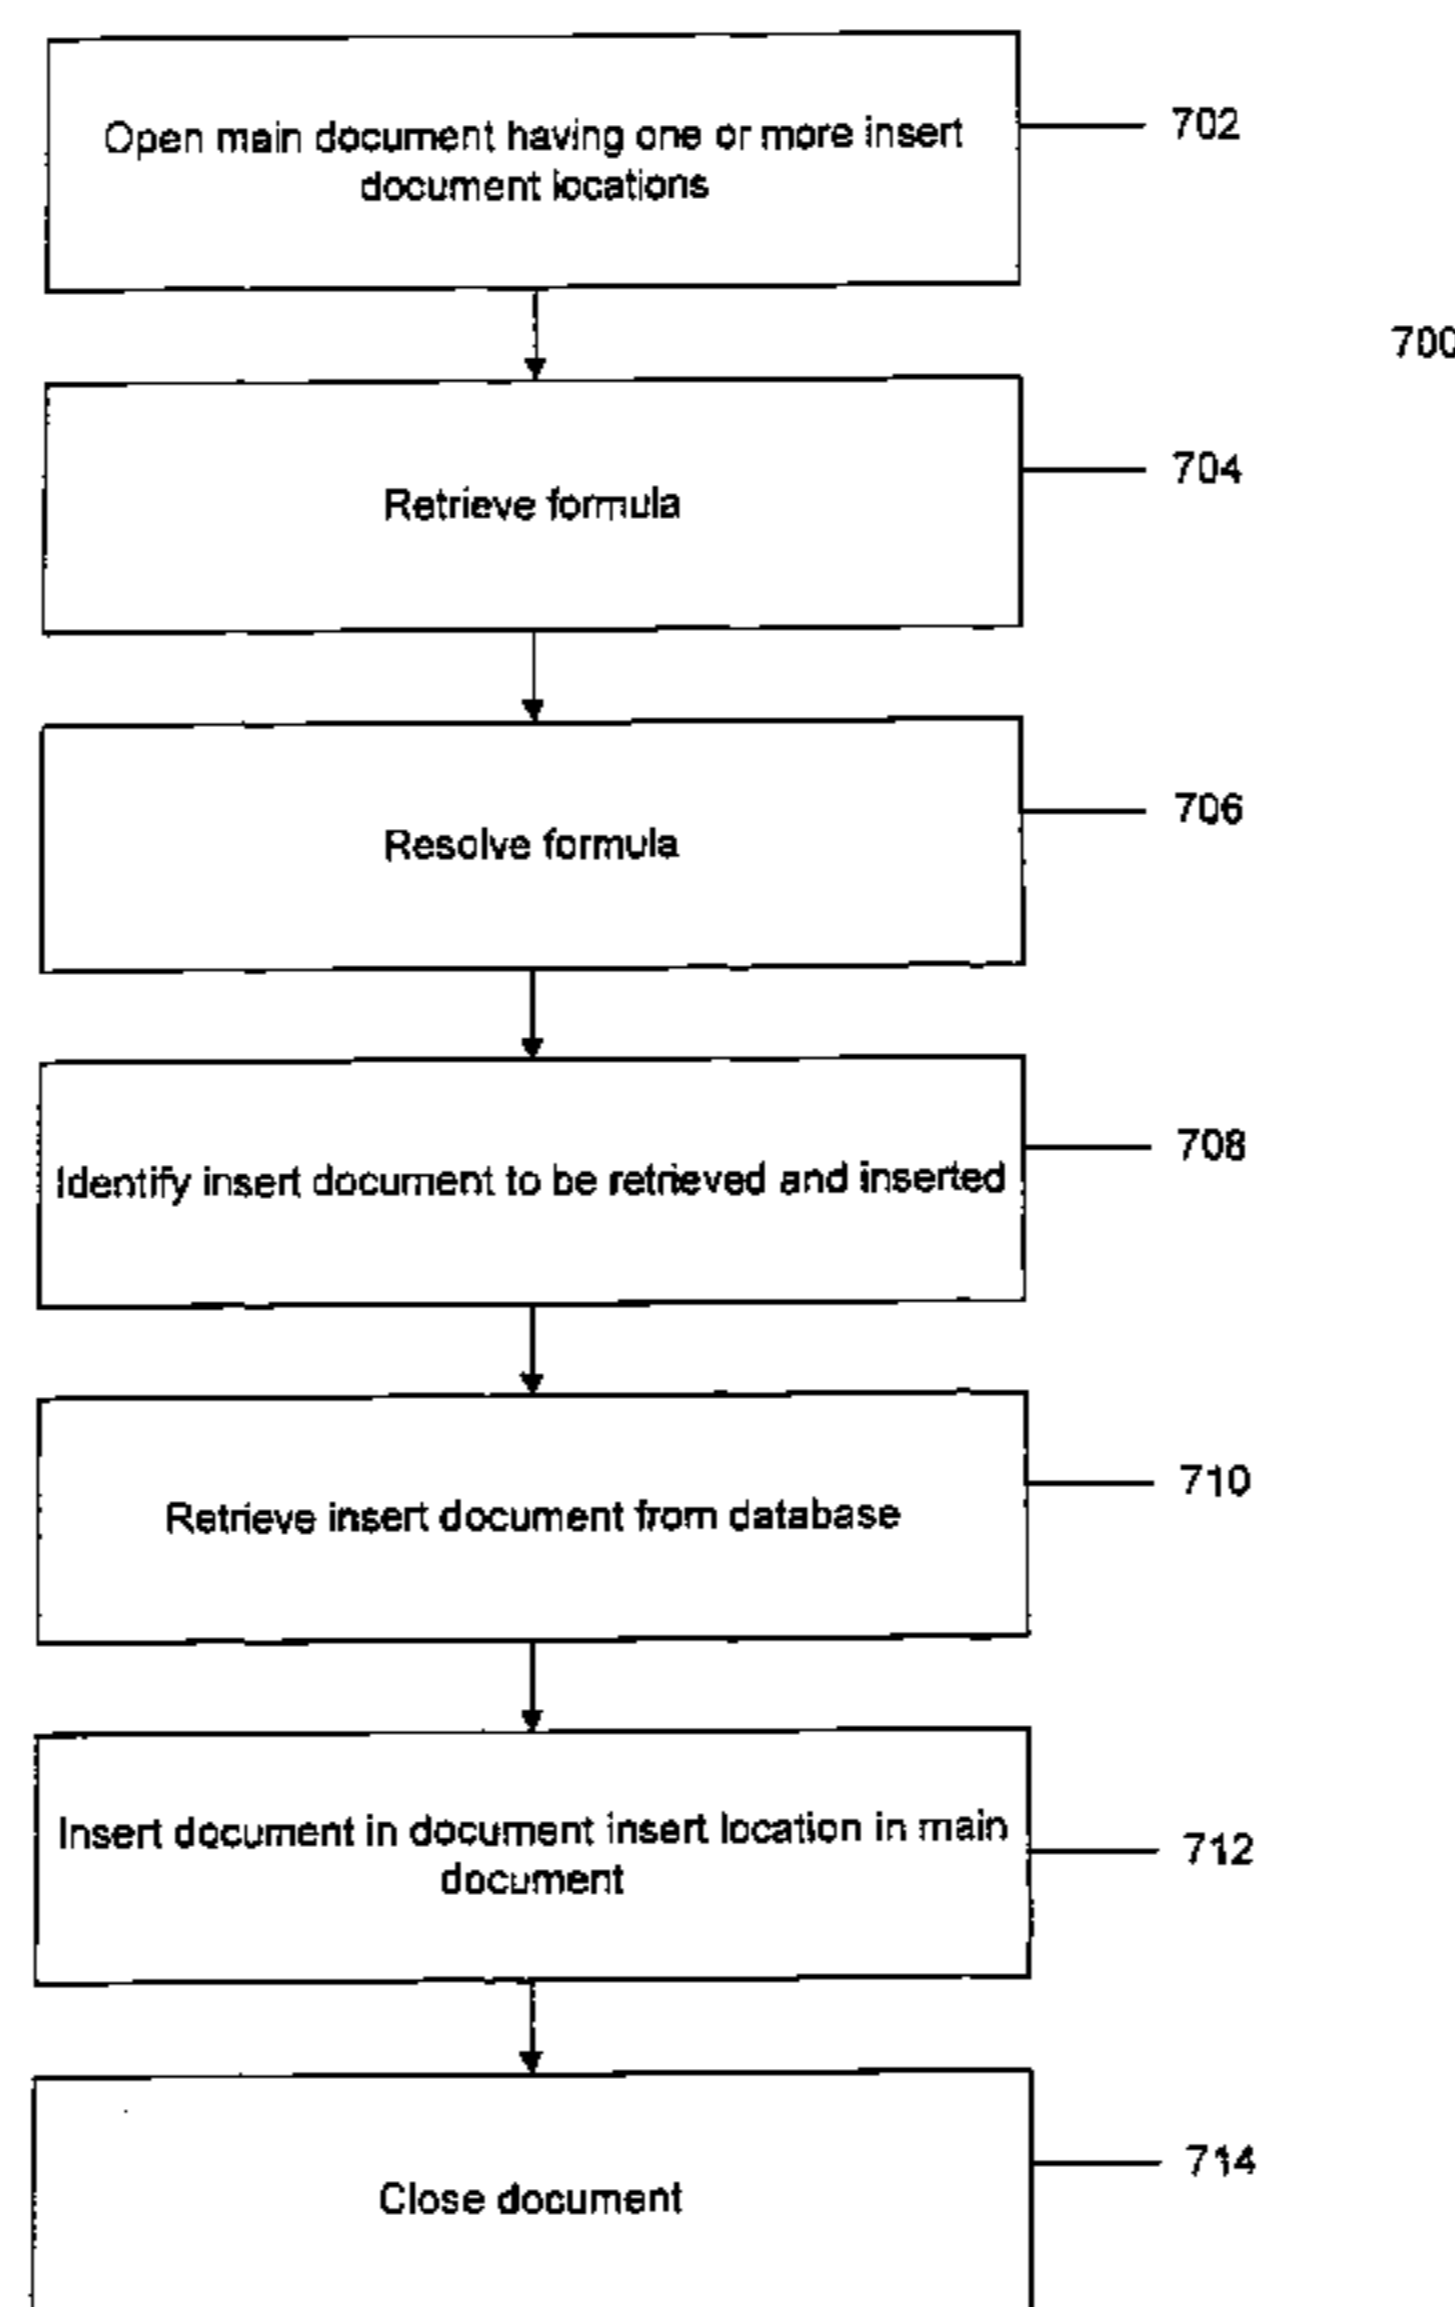 Open main document having one or more insert
document locations
702
700
Retrieve formula
704
Resolve formula
706
Identify insert document to be retrieved and inserted
708
Retrieve insert document from database
710
Insert document in document insert location in main
document
712
Close document
714